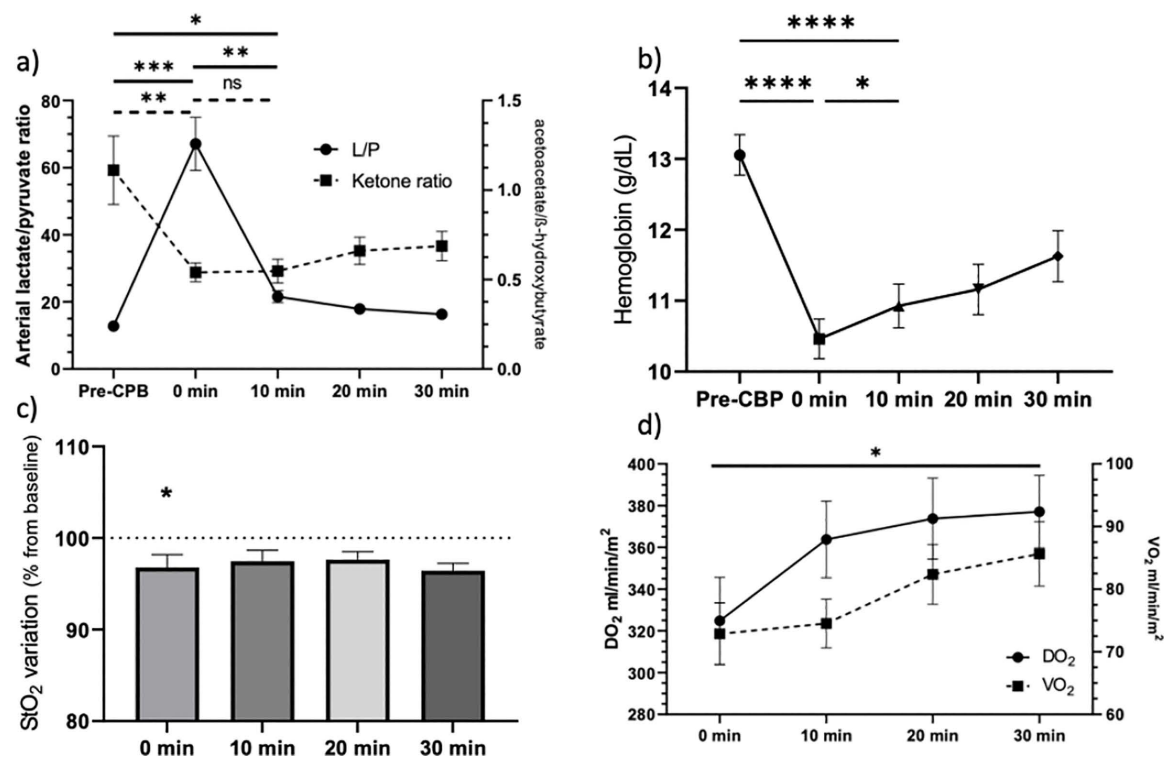 a)
*
*** **
** ns
80
60
40
20
0
Arterial lactate/pyruvate ratio
1.5
1.0
0.5
0.0
acetoacetate/ß-hydroxybutyrate
L/P
Ketone ratio
Pre-CPB 0 min 10 min 20 min 30 min
b)
****
**** *
14
13
12
11
10
Hemoglobin (g/dL)
Pre-CBP 0 min 10 min 20 min 30 min
c)
110
100
90
80
StO2 variation (% from baseline)
*
0 min 10 min 20 min 30 min
d)
*
400
380
360
340
320
300
280
DO2 ml/min/m²
100
90
80
70
60
VO2 ml/min/m²
DO2
VO2
0 min 10 min 20 min 30 min